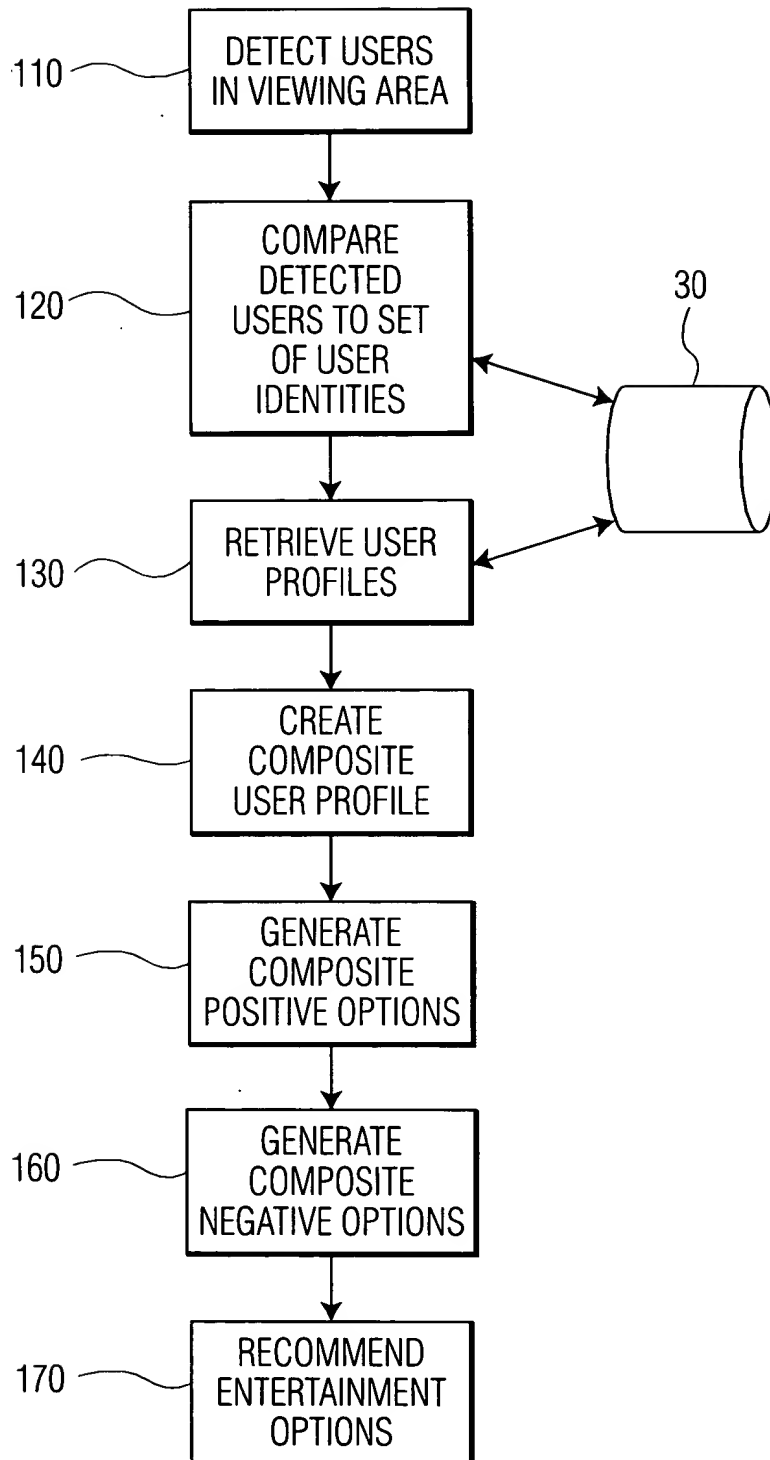 110
DETECT USERS
IN VIEWING AREA
120
COMPARE
DETECTED
USERS TO SET
OF USER
IDENTITIES
30
130
RETRIEVE USER
PROFILES
140
CREATE
COMPOSITE
USER PROFILE
150
GENERATE
COMPOSITE
POSITIVE OPTIONS
160
GENERATE
COMPOSITE
NEGATIVE OPTIONS
170
RECOMMEND
ENTERTAINMENT
OPTIONS